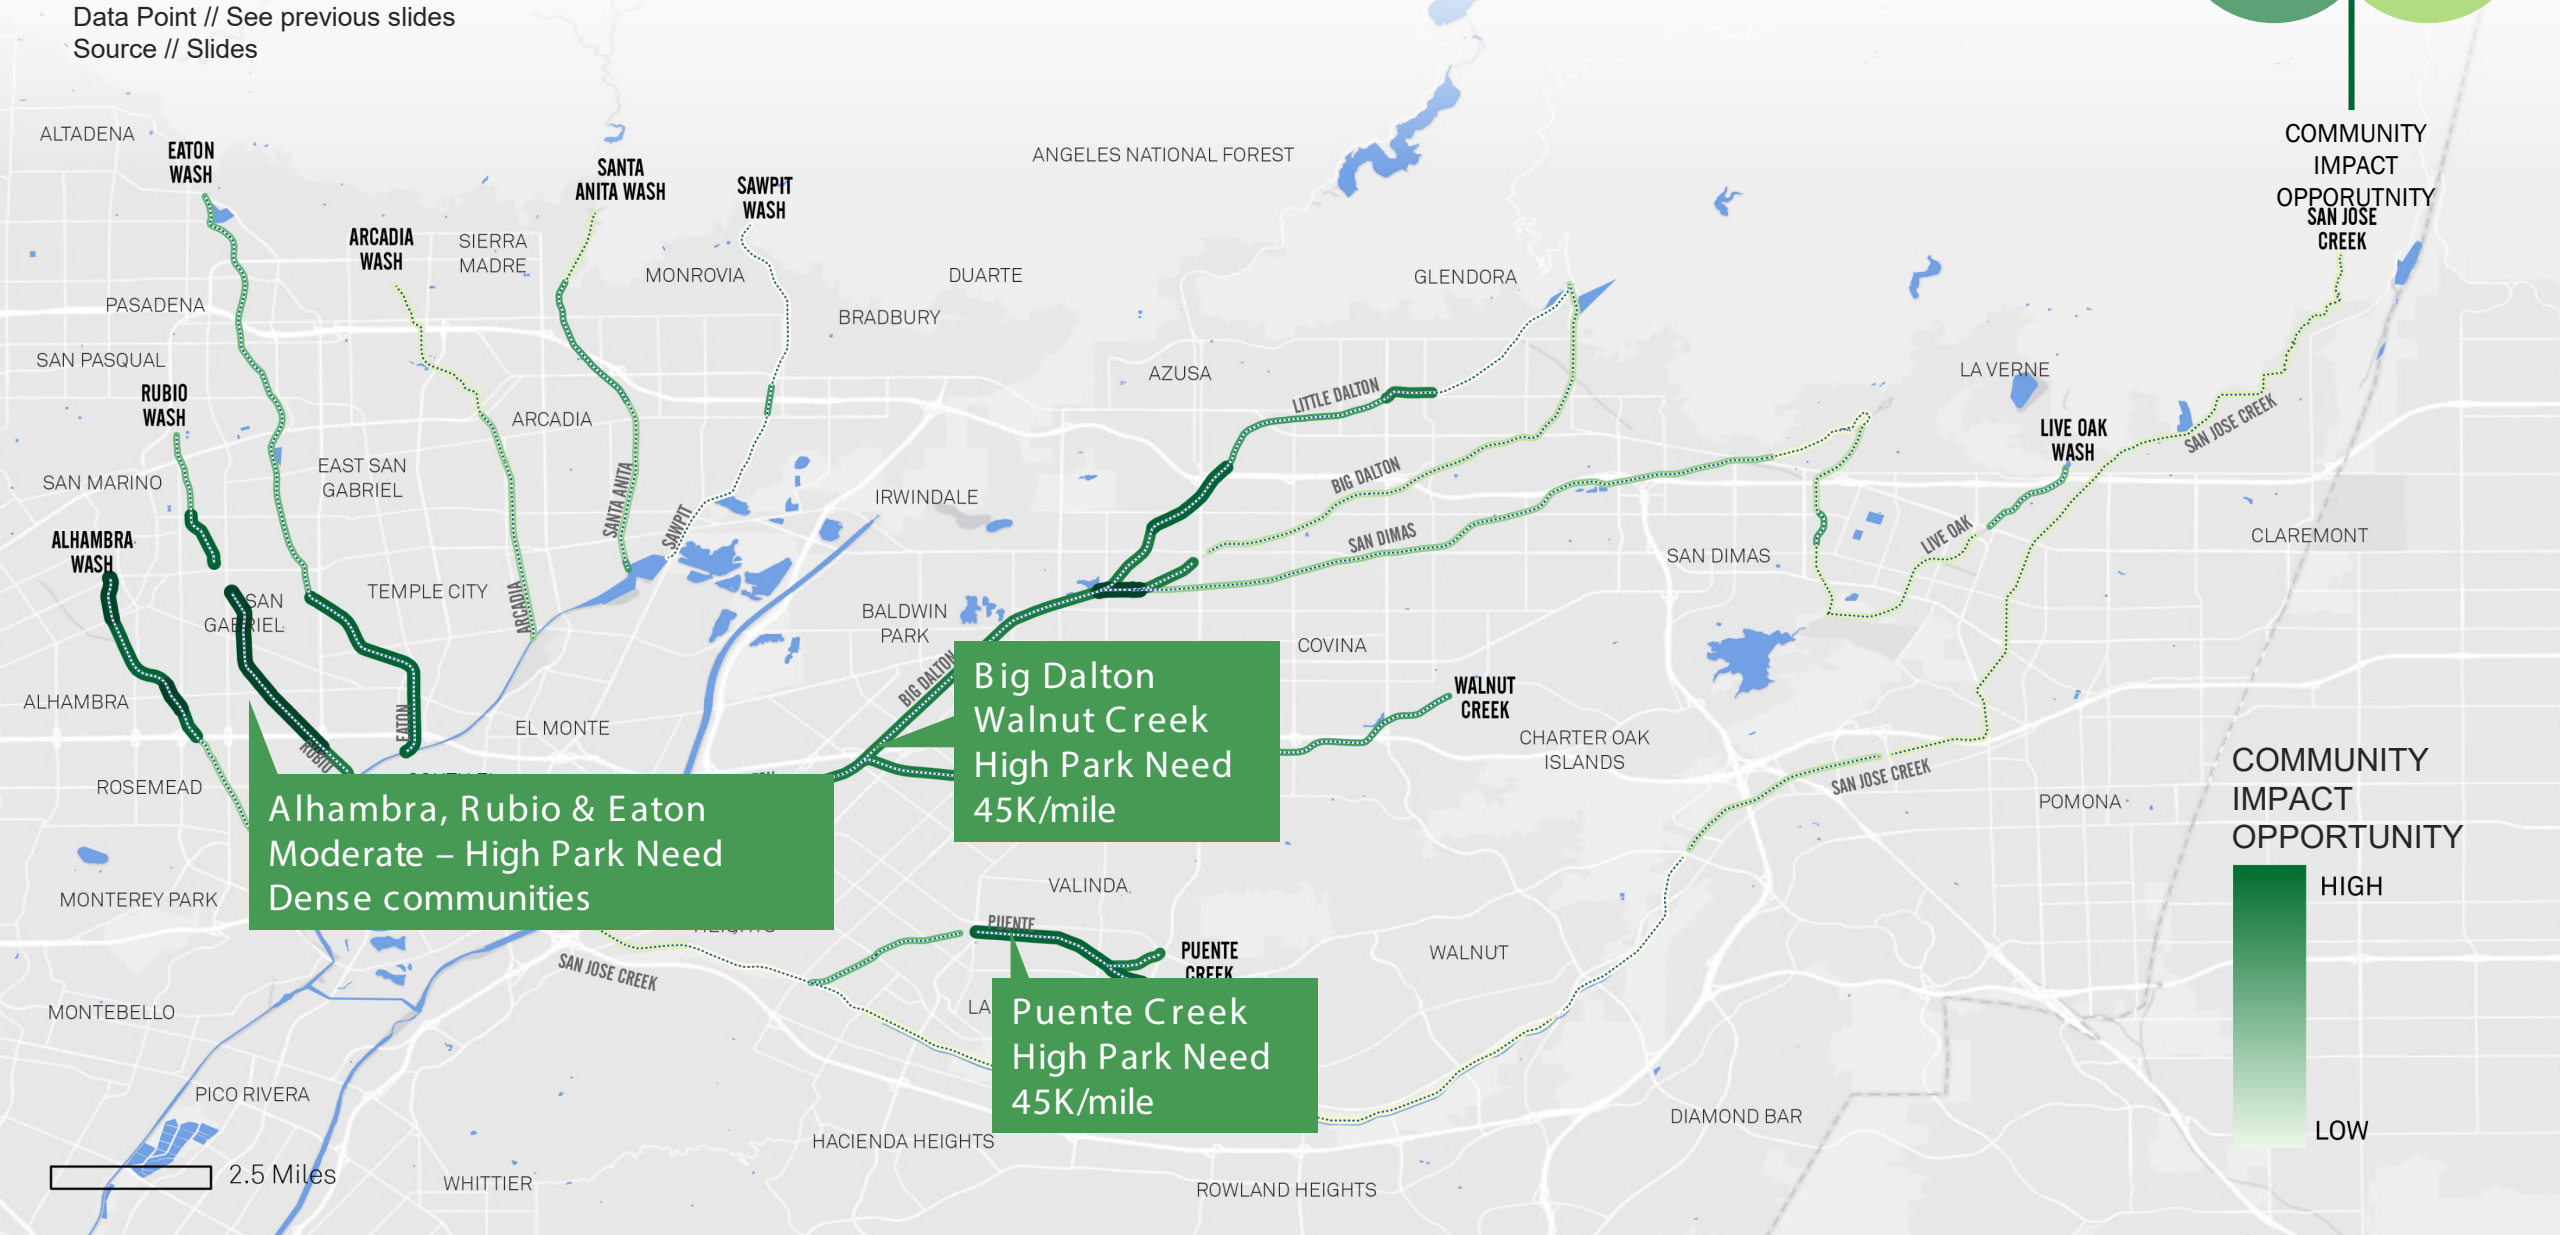 Data Point // See previous slides
Source // Slides
COMMUNITY
IMPACT
OPPORUTNITY
SAN JOSE
CREEK
ALTADENA
EATON
WASH
ANGELES NATIONAL FOREST
SANTA
ANITA WASH
SAWPIT
WASH
ARCADIA
WASH
SIERRA
MADRE
MONROVIA
DUARTE
GLENDORA
PASADENA
BRADBURY
SAN PASQUAL
AZUSA
LA VERNE
RUBIO
WASH
LITTLE DALTON
ARCADIA
SAN JOSE CREEK
LIVE OAK
WASH
EAST SAN
GABRIEL
SAN MARINO
BIG DALTON
SANTA ANITA
SAWPIT
IRWINDALE
ALHAMBRA
WASH
SAN DIMAS
LIVE OAK
SAN DIMAS
CLAREMONT
TEMPLE CITY
ARCADIA
SAN
GABRIEL
BALDWIN
PARK
COVINA
BIG DALTON
Big Dalton
Walnut Creek
High Park Need
45K/mile
WALNUT
CREEK
ALHAMBRA
EATON
EL MONTE
CHARTER OAK
ISLANDS
RUBIO
SAN JOSE CREEK
POMONA
COMMUNITY
IMPACT
OPPORTUNITY
HIGH
LOW
ROSEMEAD
Alhambra, Rubio & Eaton
Moderate – High Park Need
Dense communities
MONTEREY PARK
VALINDA
HEIGHTS
PUENTE
PUENTE
CREEK
WALNUT
SAN JOSE CREEK
LA
Puente Creek
High Park Need
45K/mile
MONTEBELLO
PICO RIVERA
DIAMOND BAR
HACIENDA HEIGHTS
2.5 Miles
WHITTIER
ROWLAND HEIGHTS